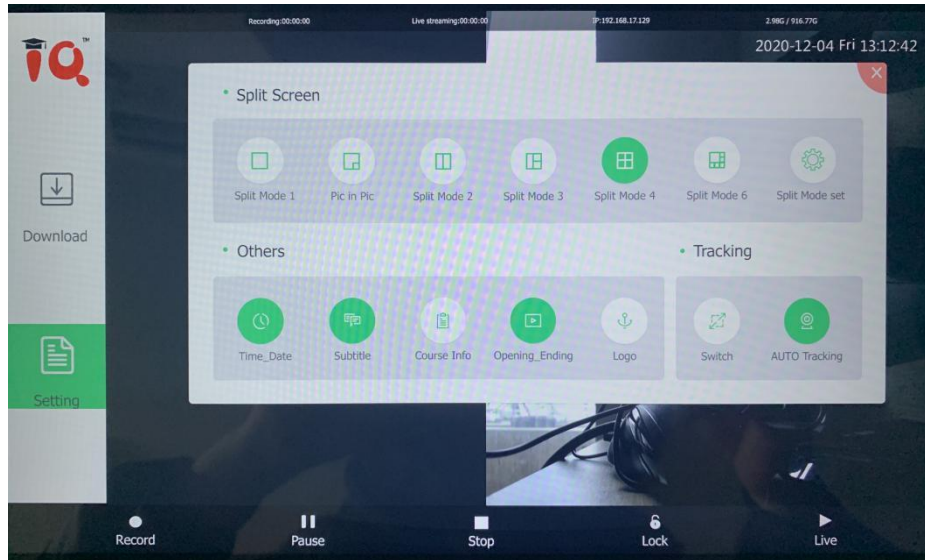 Recording:00:00:00 Live streaming:00:00:00 IP:192.168.17.129 2.98G / 916.77G
2020-12-04 Fri 13:12:42
iQ TM
Split Screen
Split Mode 1 Pic in Pic Split Mode 2 Split Mode 3 Split Mode 4 Split Mode 6 Split Mode set
Download
Others Tracking
Time_Date Subtitle Course Info Opening_Ending Logo Switch AUTO Tracking
Setting
Record Pause Stop Lock Live